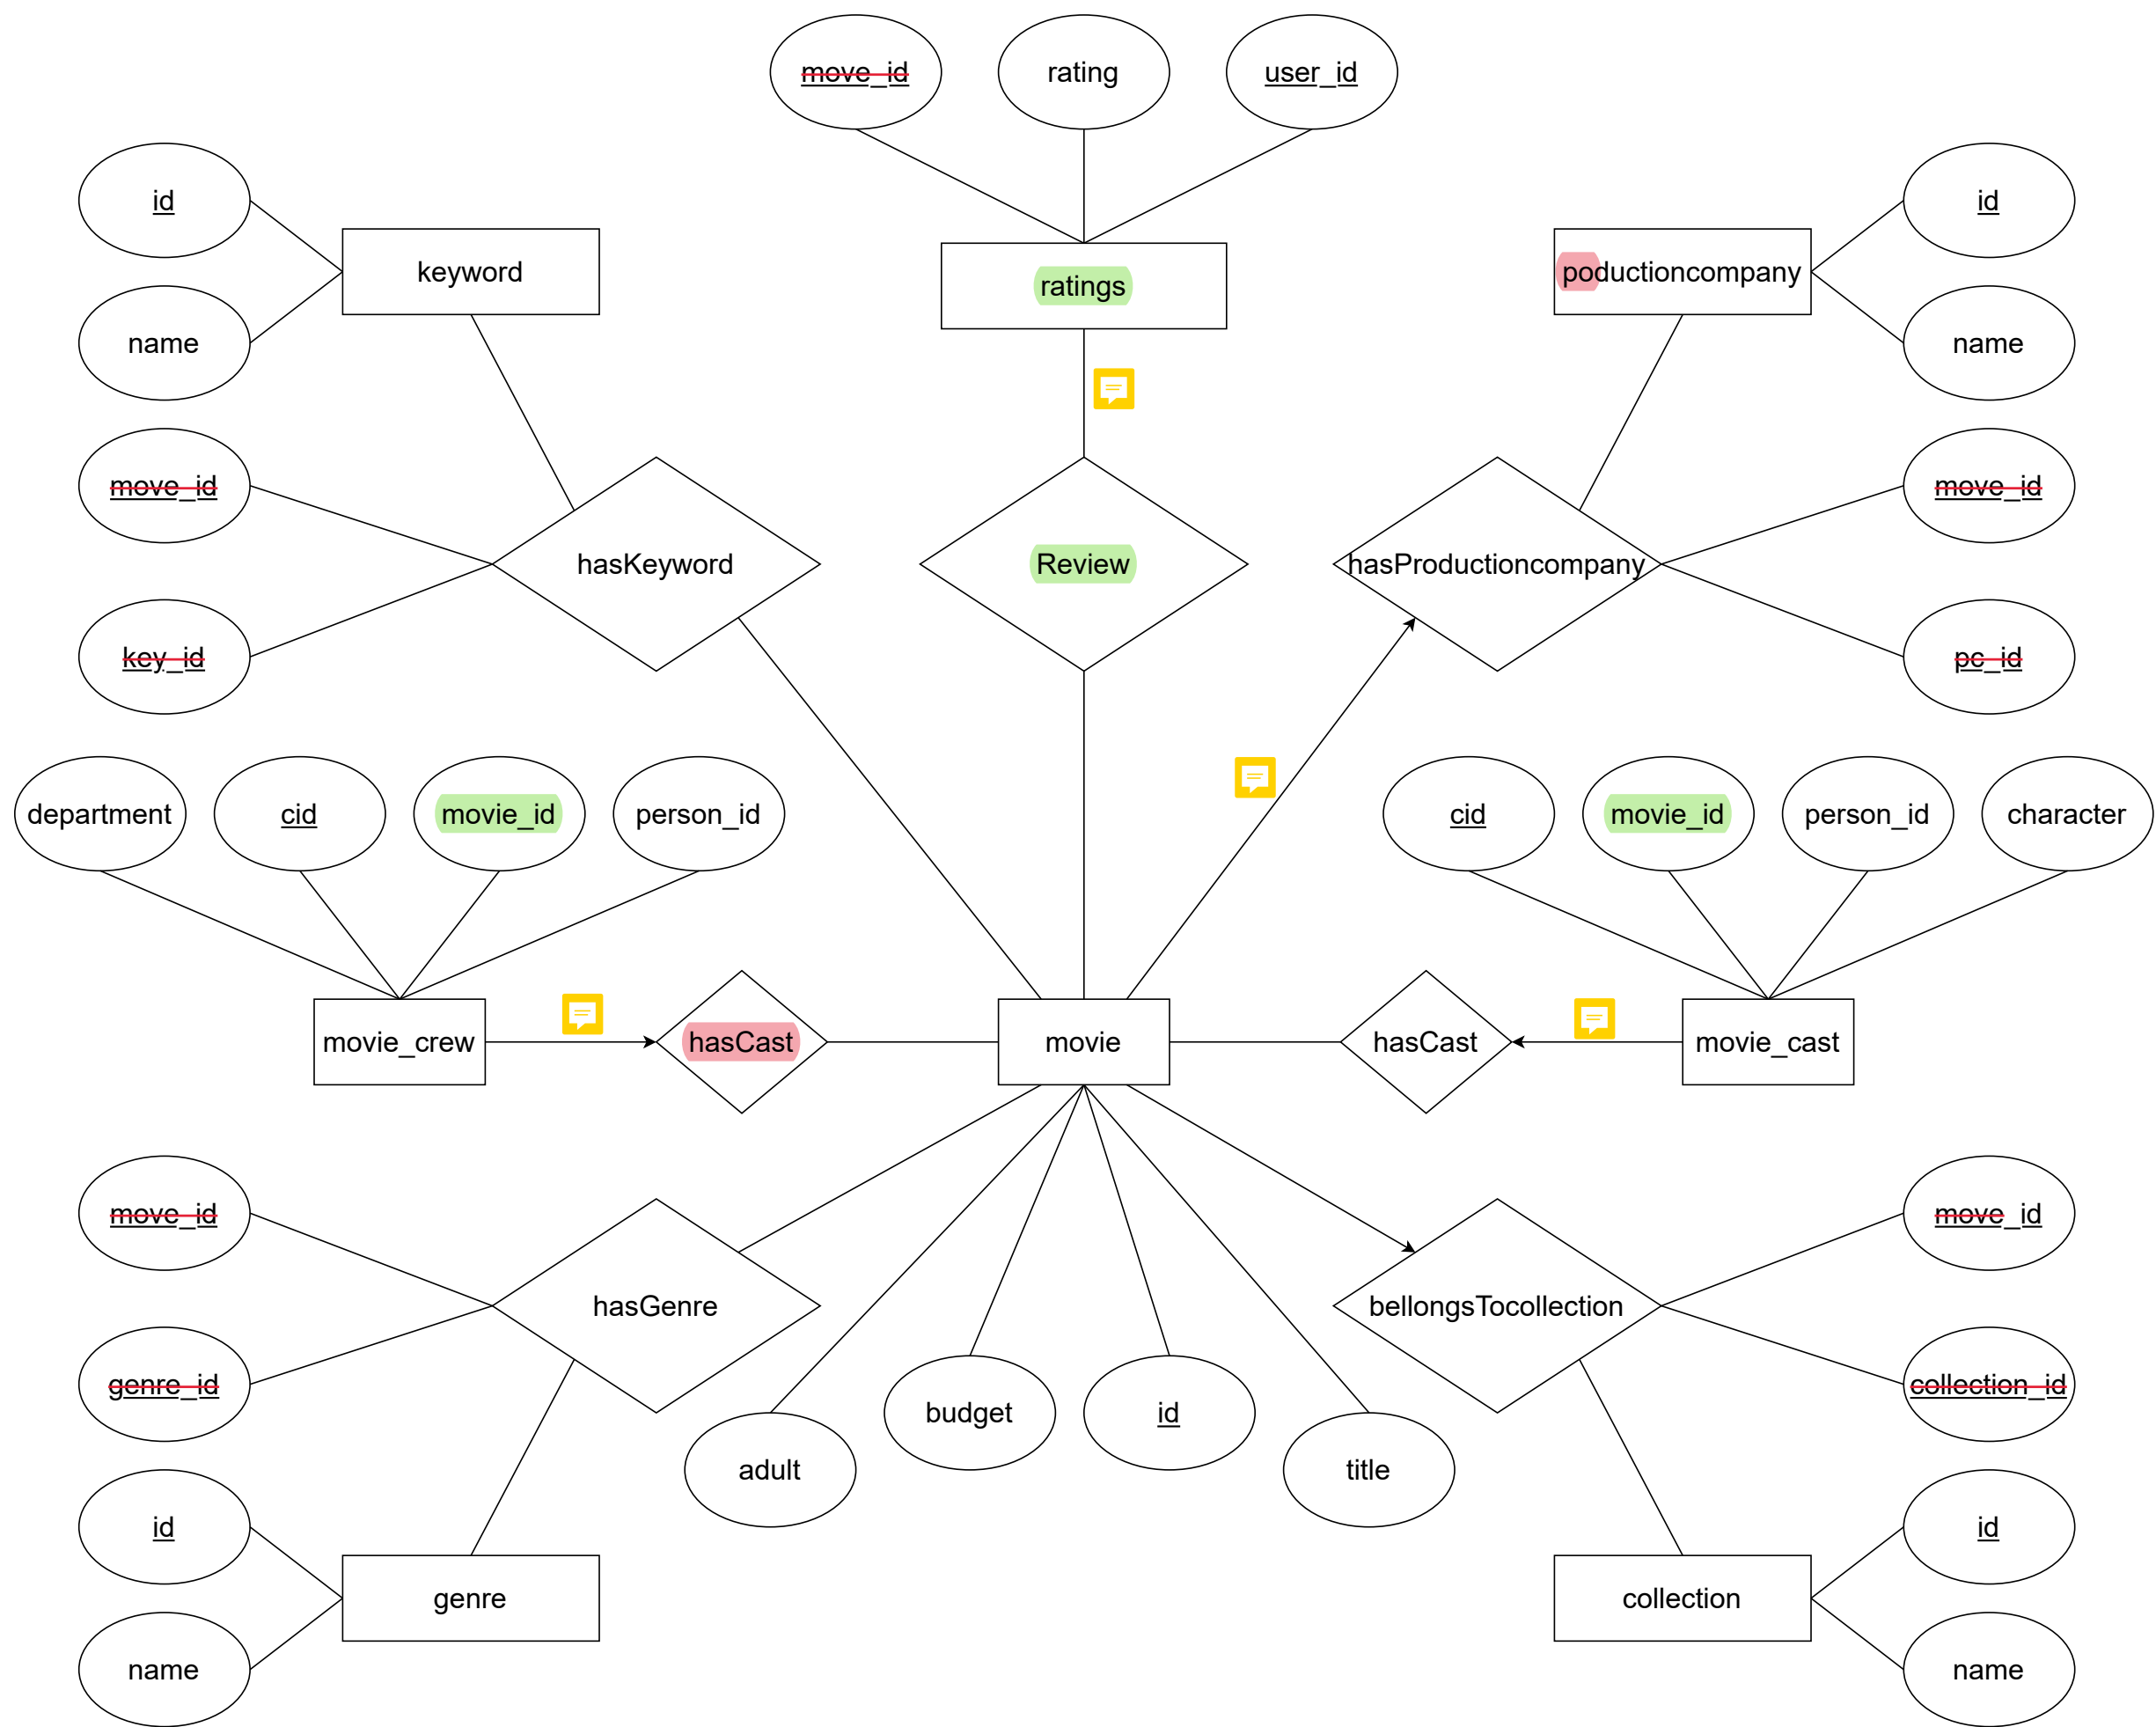 move_id
rating
user_id
id
id
keyword
ratings
poductioncompany
name
name
move_id
move_id
hasKeyword
Review
hasProductioncompany
key_id
pc_id
department
cid
movie_id
person_id
cid
movie_id
person_id
character
movie_crew
hasCast
movie
hasCast
movie_cast
move_id
move_id
hasGenre
bellongsTocollection
genre_id
collection_id
budget
id
adult
title
id
id
genre
collection
name
name